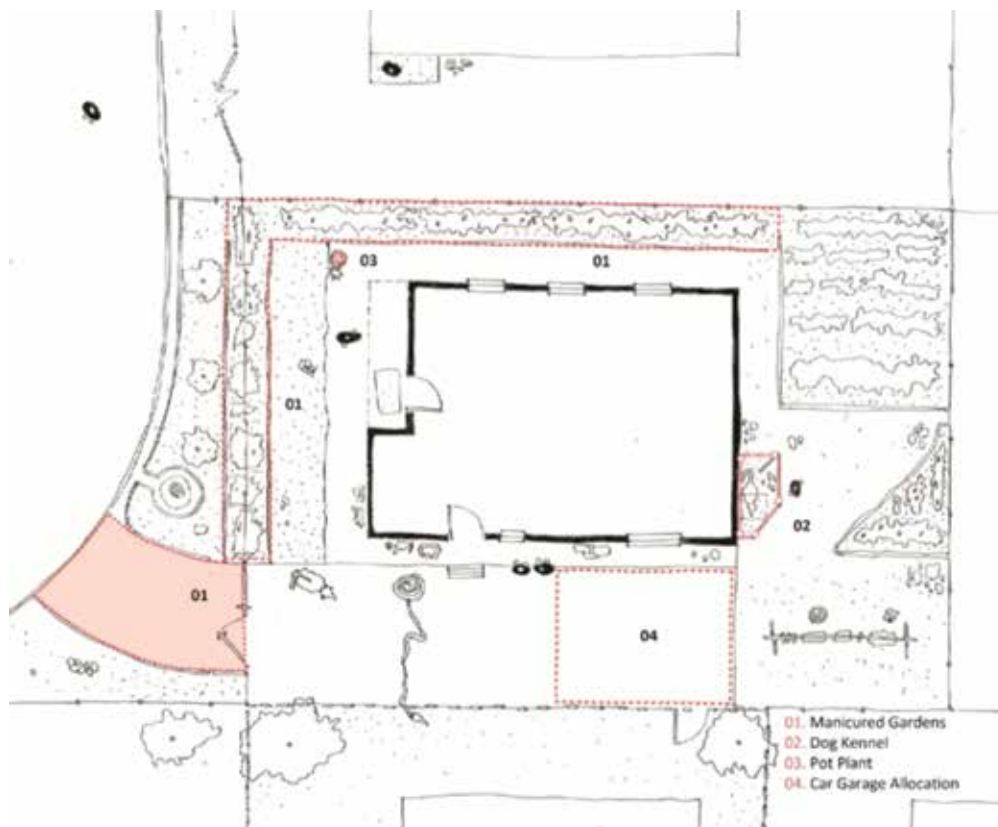 03
01
01
02
01
04
01. Manicured Gardens
02. Dog Kennel
03. Pot Plant
04. Car Garage Allocation